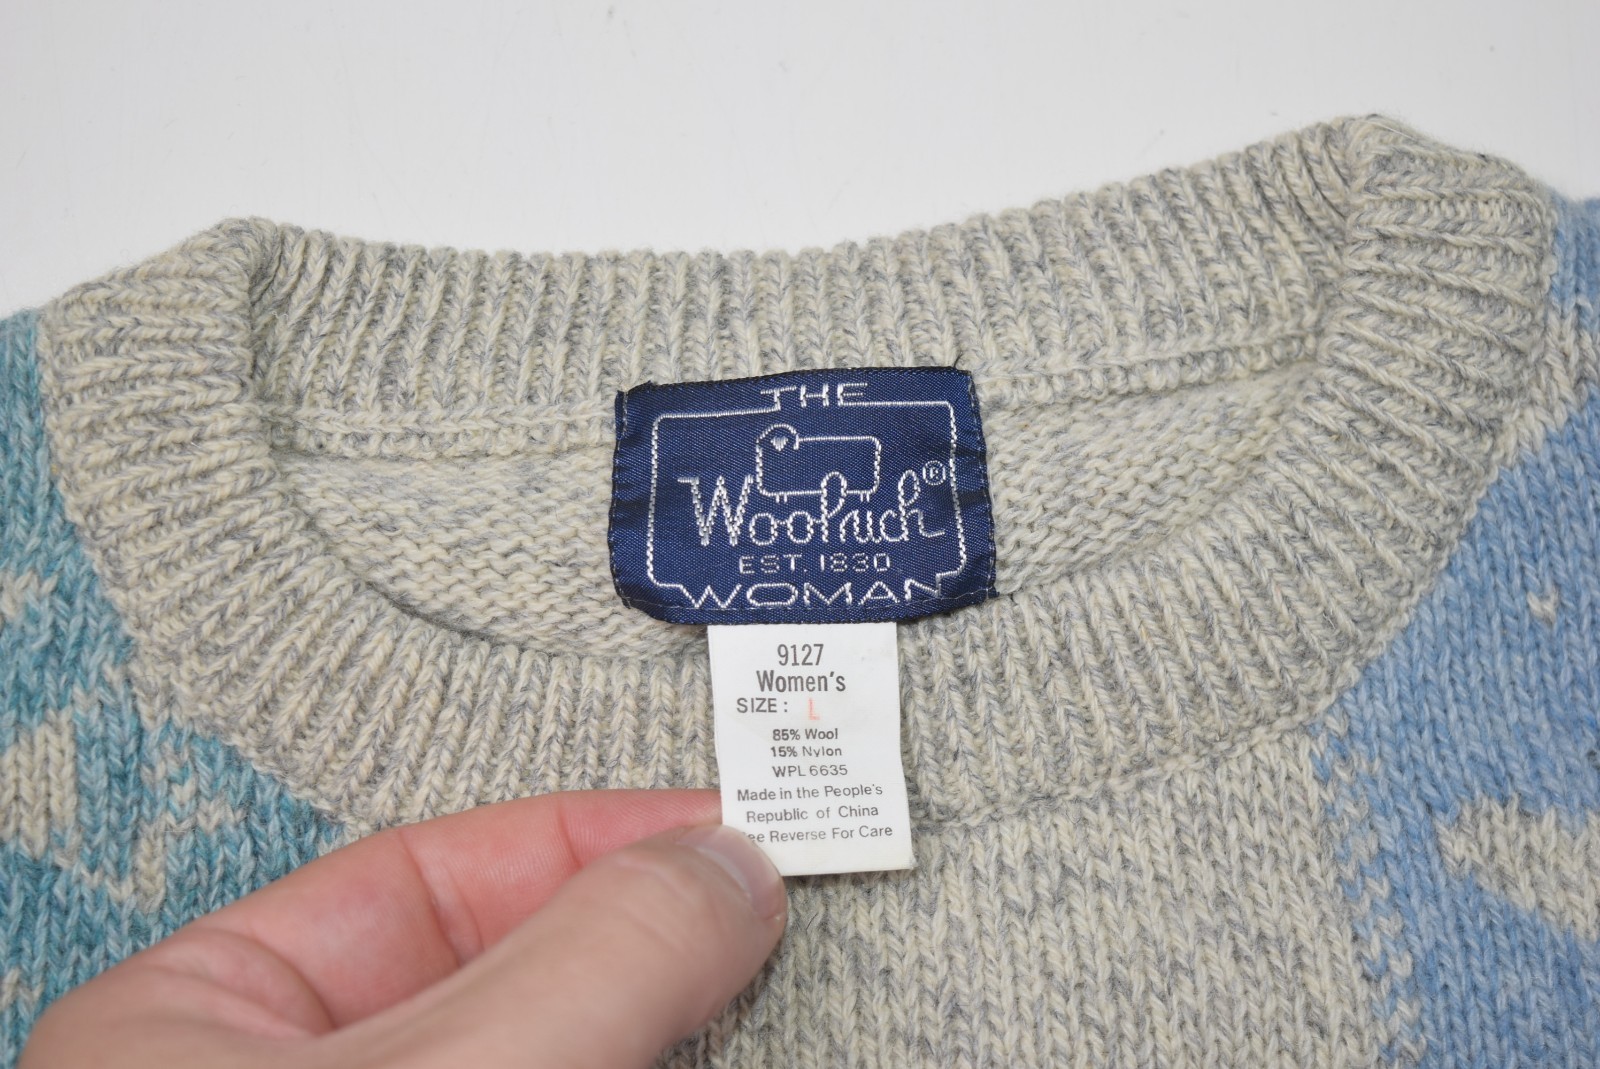 THE
Woolrich®
EST. 1830
WOMAN
9127
Women's
SIZE: L
85% Wool
15% Nylon
WPL 6635
Made in the People's
Republic of China
ee Reverse For Care